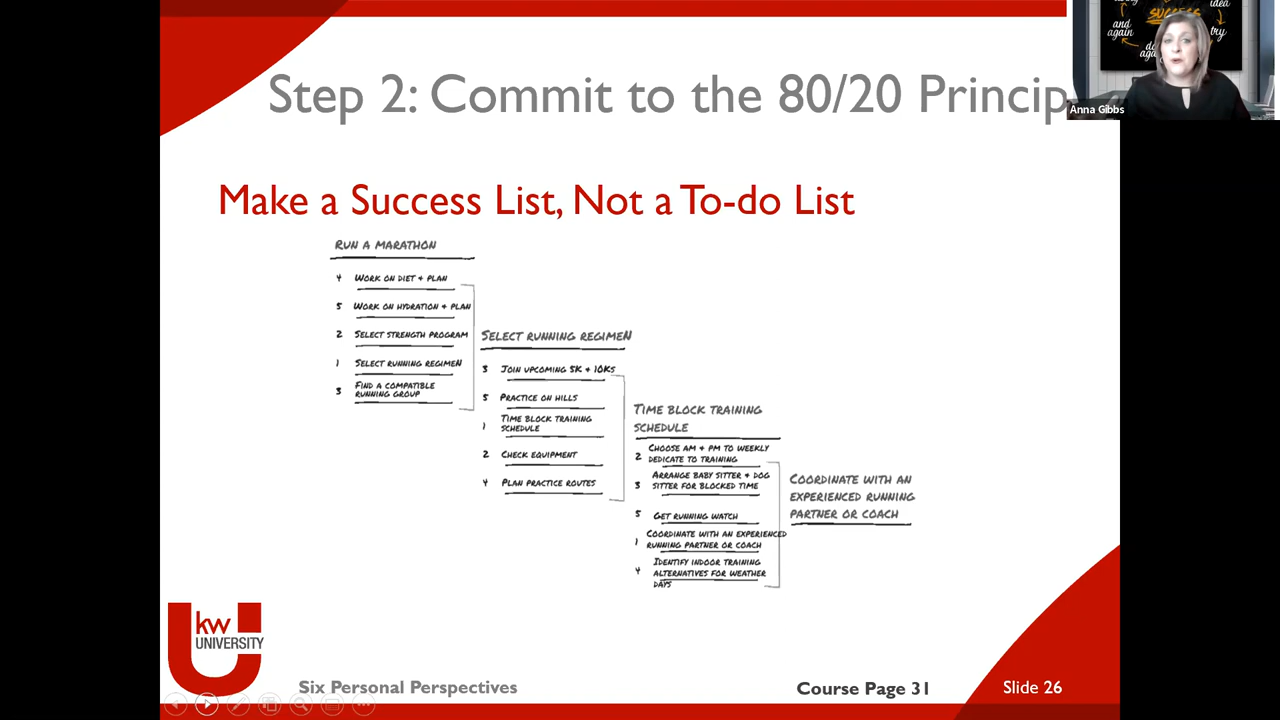 Step 2: Commit to the 80/20 Princip
SUCCESS
idea
and
again
try
Anna Gibbs
Make a Success List, Not a To-do List
RUN A MARATHON
4 WORK ON DIET + PLAN
5 WORK ON HYDRATION + PLAN
2 SELECT STRENGTH PROGRAM
1 SELECT RUNNING REGIMEN
3 FIND A COMPATIBLE
RUNNING GROUP
SELECT RUNNING REGIMEN
3 JOIN UPCOMING 5K + 10KS
5 PRACTICE ON HILLS
1 TIME BLOCK TRAINING
SCHEDULE
2 CHECK EQUIPMENT
4 PLAN PRACTICE ROUTES
TIME BLOCK TRAINING
SCHEDULE
2 CHOOSE AM + PM TO WEEKLY
DEDICATE TO TRAINING
3 ARRANGE BABY SITTER + DOG
SITTER FOR BLOCKED TIME
5 GET RUNNING WATCH
1 COORDINATE WITH AN EXPERIENCED
RUNNING PARTNER OR COACH
4 IDENTIFY INDOOR TRAINING
ALTERNATIVES FOR WEATHER
DAYS
COORDINATE WITH AN
EXPERIENCED RUNNING
PARTNER OR COACH
kw
UNIVERSITY
Six Personal Perspectives
Course Page 31
Slide 26